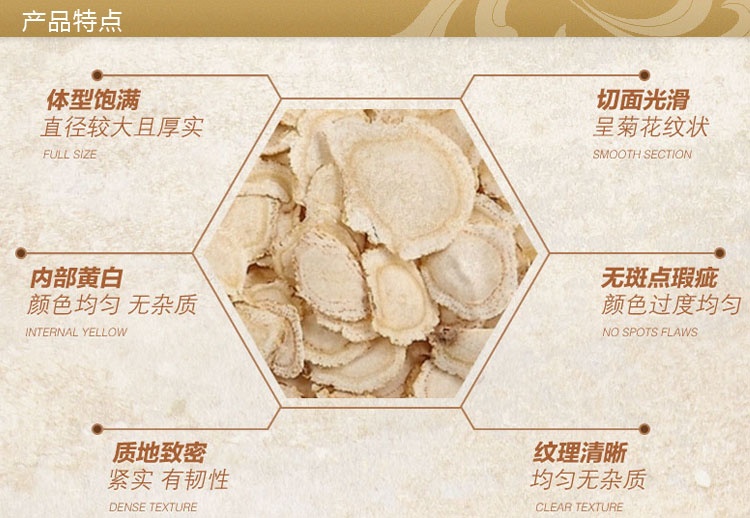 产品特点
体型饱满
直径较大且厚实
FULL SIZE
切面光滑
呈菊花纹状
SMOOTH SECTION
内部黄白
颜色均匀 无杂质
INTERNAL YELLOW
无斑点瑕疵
颜色过度均匀
NO SPOTS FLAWS
质地致密
紧实 有韧性
DENSE TEXTURE
纹理清晰
均匀无杂质
CLEAR TEXTURE